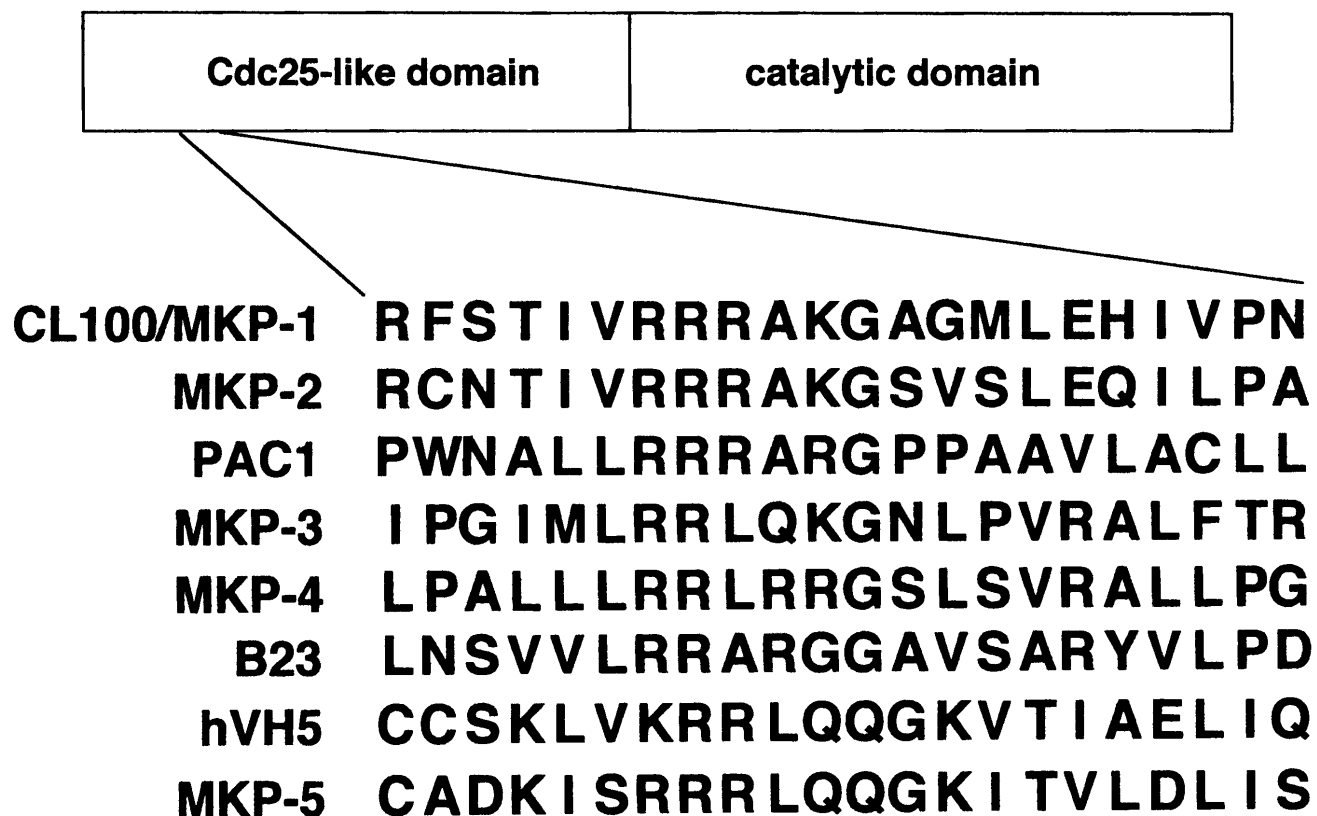 Cdc25-like domain catalytic domain
CL100/MKP-1 RFSTIVRRRAKGAGMLEHIVPN
MKP-2 RCNTIVRRRAKGSVSLEQILPA
PAC1 PWNALLRRRARGPPAAVLACLL
MKP-3 IPGIMLRRLQKGNLPVRALFTR
MKP-4 LPALLLRRLRRGSLSVRALLPG
B23 LNSVVLRRARGGAVSARYVLPD
hVH5 CCSKLVKRRLQQGKVTIAELIQ
MKP-5 CADKISRRRLQQGKITVLDLIS